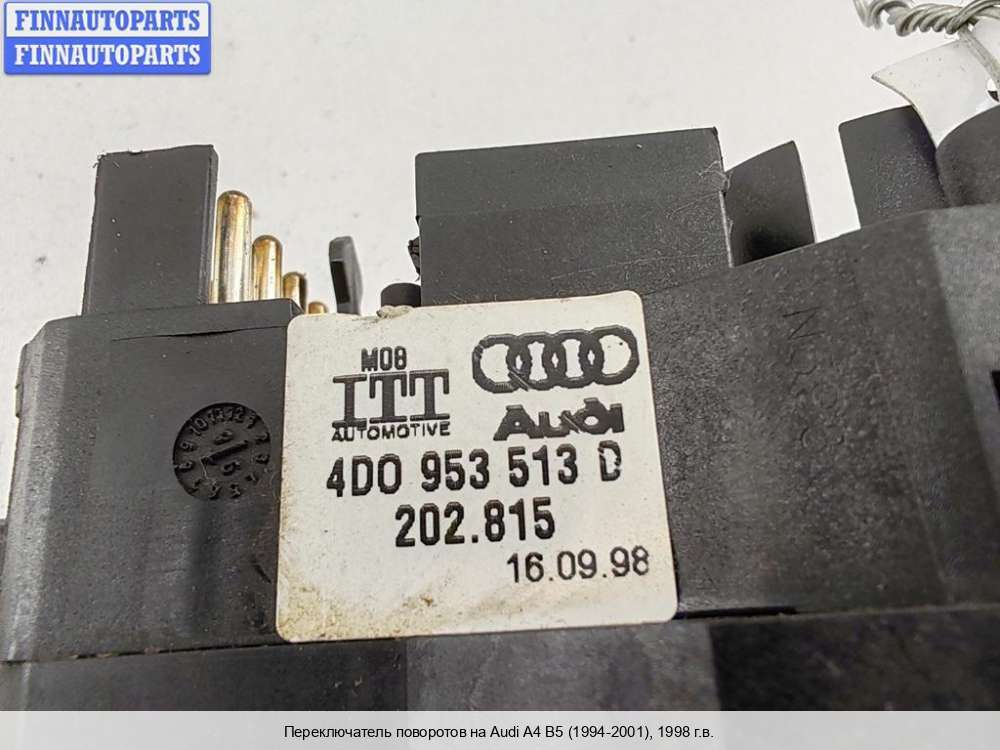 FINNAUTOPARTS
FINNAUTOPARTS
M08
ITT
AUTOMOTIVE
Audi
4D0 953 513 D
202.815
16.09.98
Переключатель поворотов на Audi A4 B5 (1994-2001), 1998 г.в.